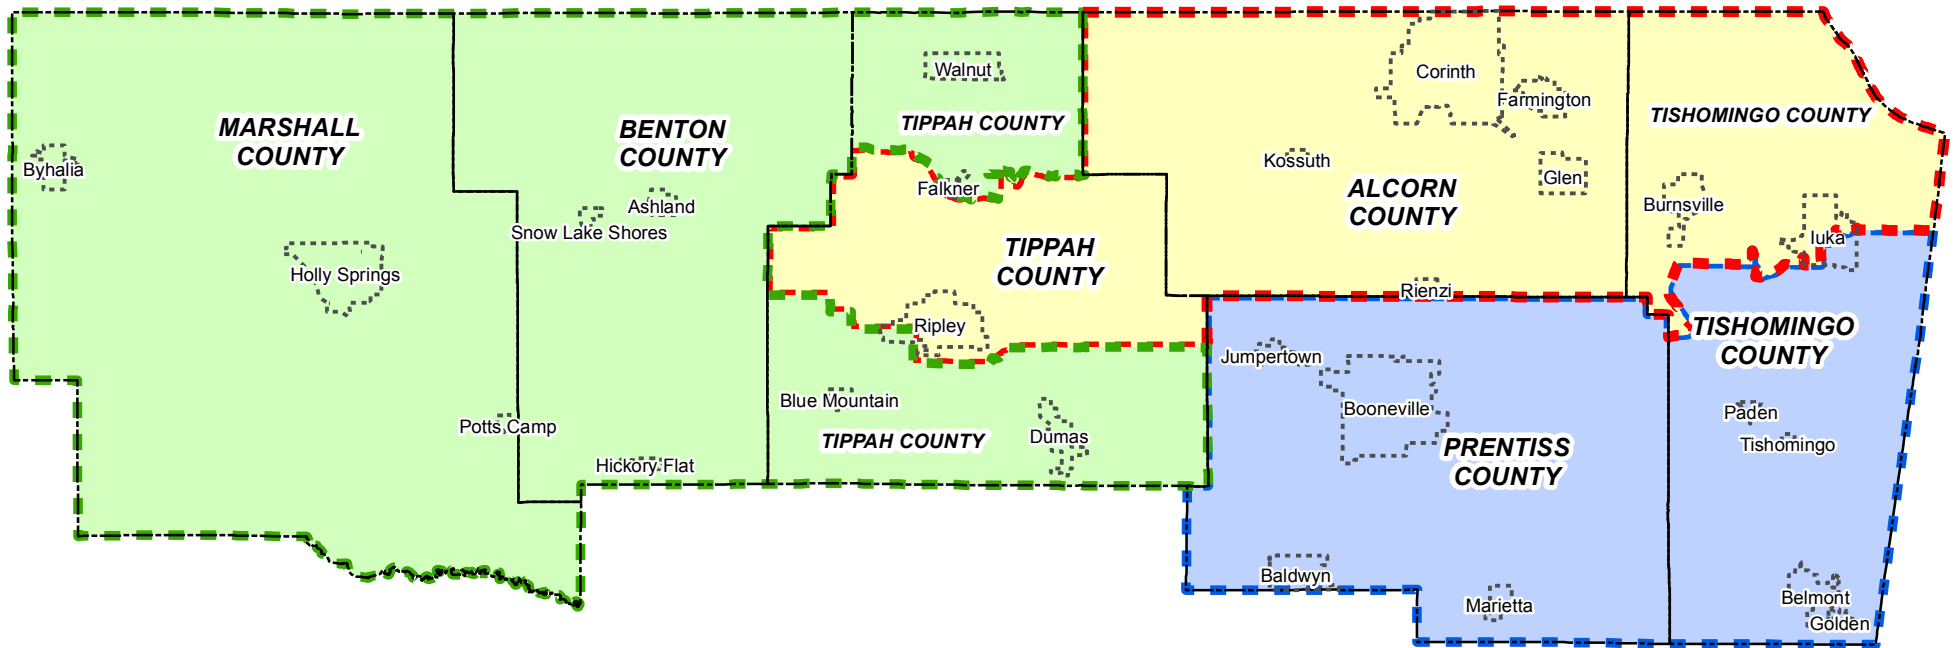 Walnut
Corinth
Farmington
TIPPAH COUNTY
TISHOMINGO COUNTY
MARSHALL
COUNTY
BENTON
COUNTY
Byhalia
Kossuth
Glen
Falkner
ALCORN
COUNTY
Ashland
Burnsville
Snow Lake Shores
Iuka
TIPPAH
COUNTY
Holly Springs
Rienzi
Ripley
TISHOMINGO
COUNTY
Jumpertown
Blue Mountain
Booneville
Paden
Potts Camp
TIPPAH COUNTY
Dumas
Tishomingo
PRENTISS
COUNTY
Hickory Flat
Baldwyn
Marietta
Belmont
Golden